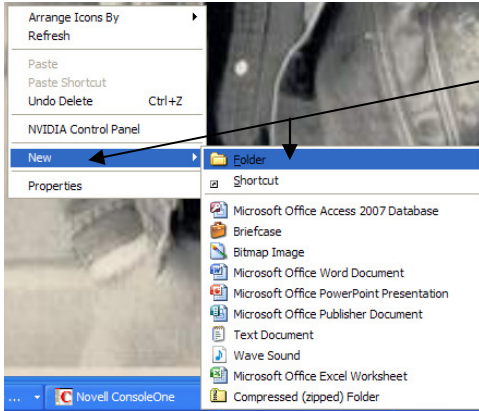 Arrange Icons By
Refresh
Paste
Paste Shortcut
Undo Delete Ctrl+Z
NVIDIA Control Panel
New
Properties
Folder
Shortcut
Microsoft Office Access 2007 Database
Briefcase
Bitmap Image
Microsoft Office Word Document
Microsoft Office PowerPoint Presentation
Microsoft Office Publisher Document
Text Document
Wave Sound
Microsoft Office Excel Worksheet
Compressed (zipped) Folder
... Novell ConsoleOne